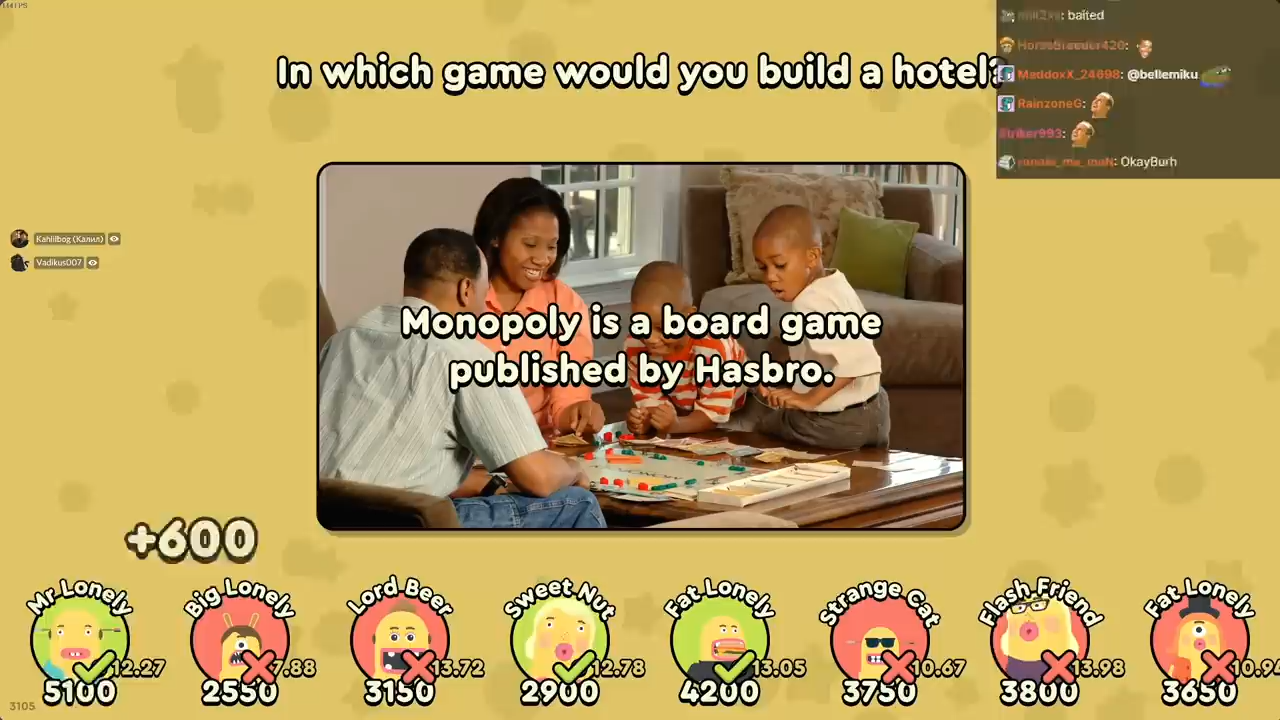 In which game would you build a hotel?
: baited
HorseBreeder420:
MaddoxX_24698: @bellemiku
RainzoneG:
Striker993:
: OkayBurh
Kahlilbog (Калил)
Vadikus007
Monopoly is a board game
published by Hasbro.
+600
Mr Lonely
12.27
5100
Big Lonely
7.88
2550
Lord Beer
13.72
3150
Sweet Nut
12.78
2900
Fat Lonely
13.05
4200
Strange Cat
10.67
3750
Flash Friend
13.98
3800
Fat Lonely
10.94
3650
3105